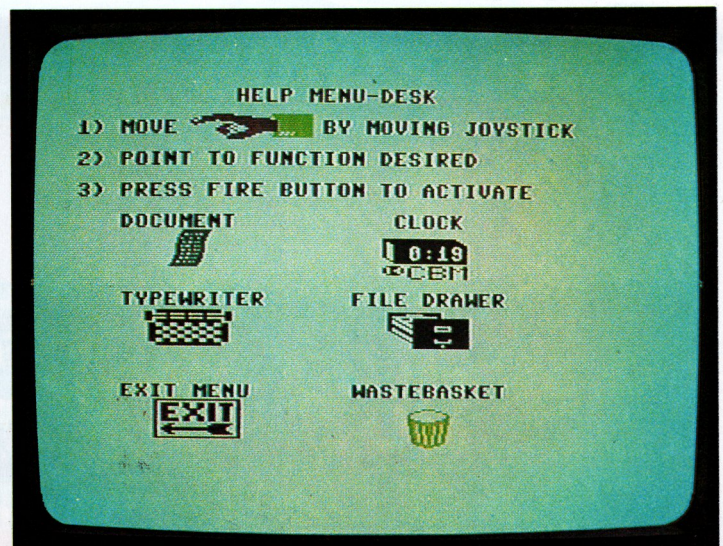 HELP MENU-DESK
1) MOVE BY MOVING JOYSTICK
2) POINT TO FUNCTION DESIRED
3) PRESS FIRE BUTTON TO ACTIVATE
DOCUMENT CLOCK
0:19
CBM
TYPEWRITER FILE DRAWER
EXIT MENU WASTEBASKET
EXIT